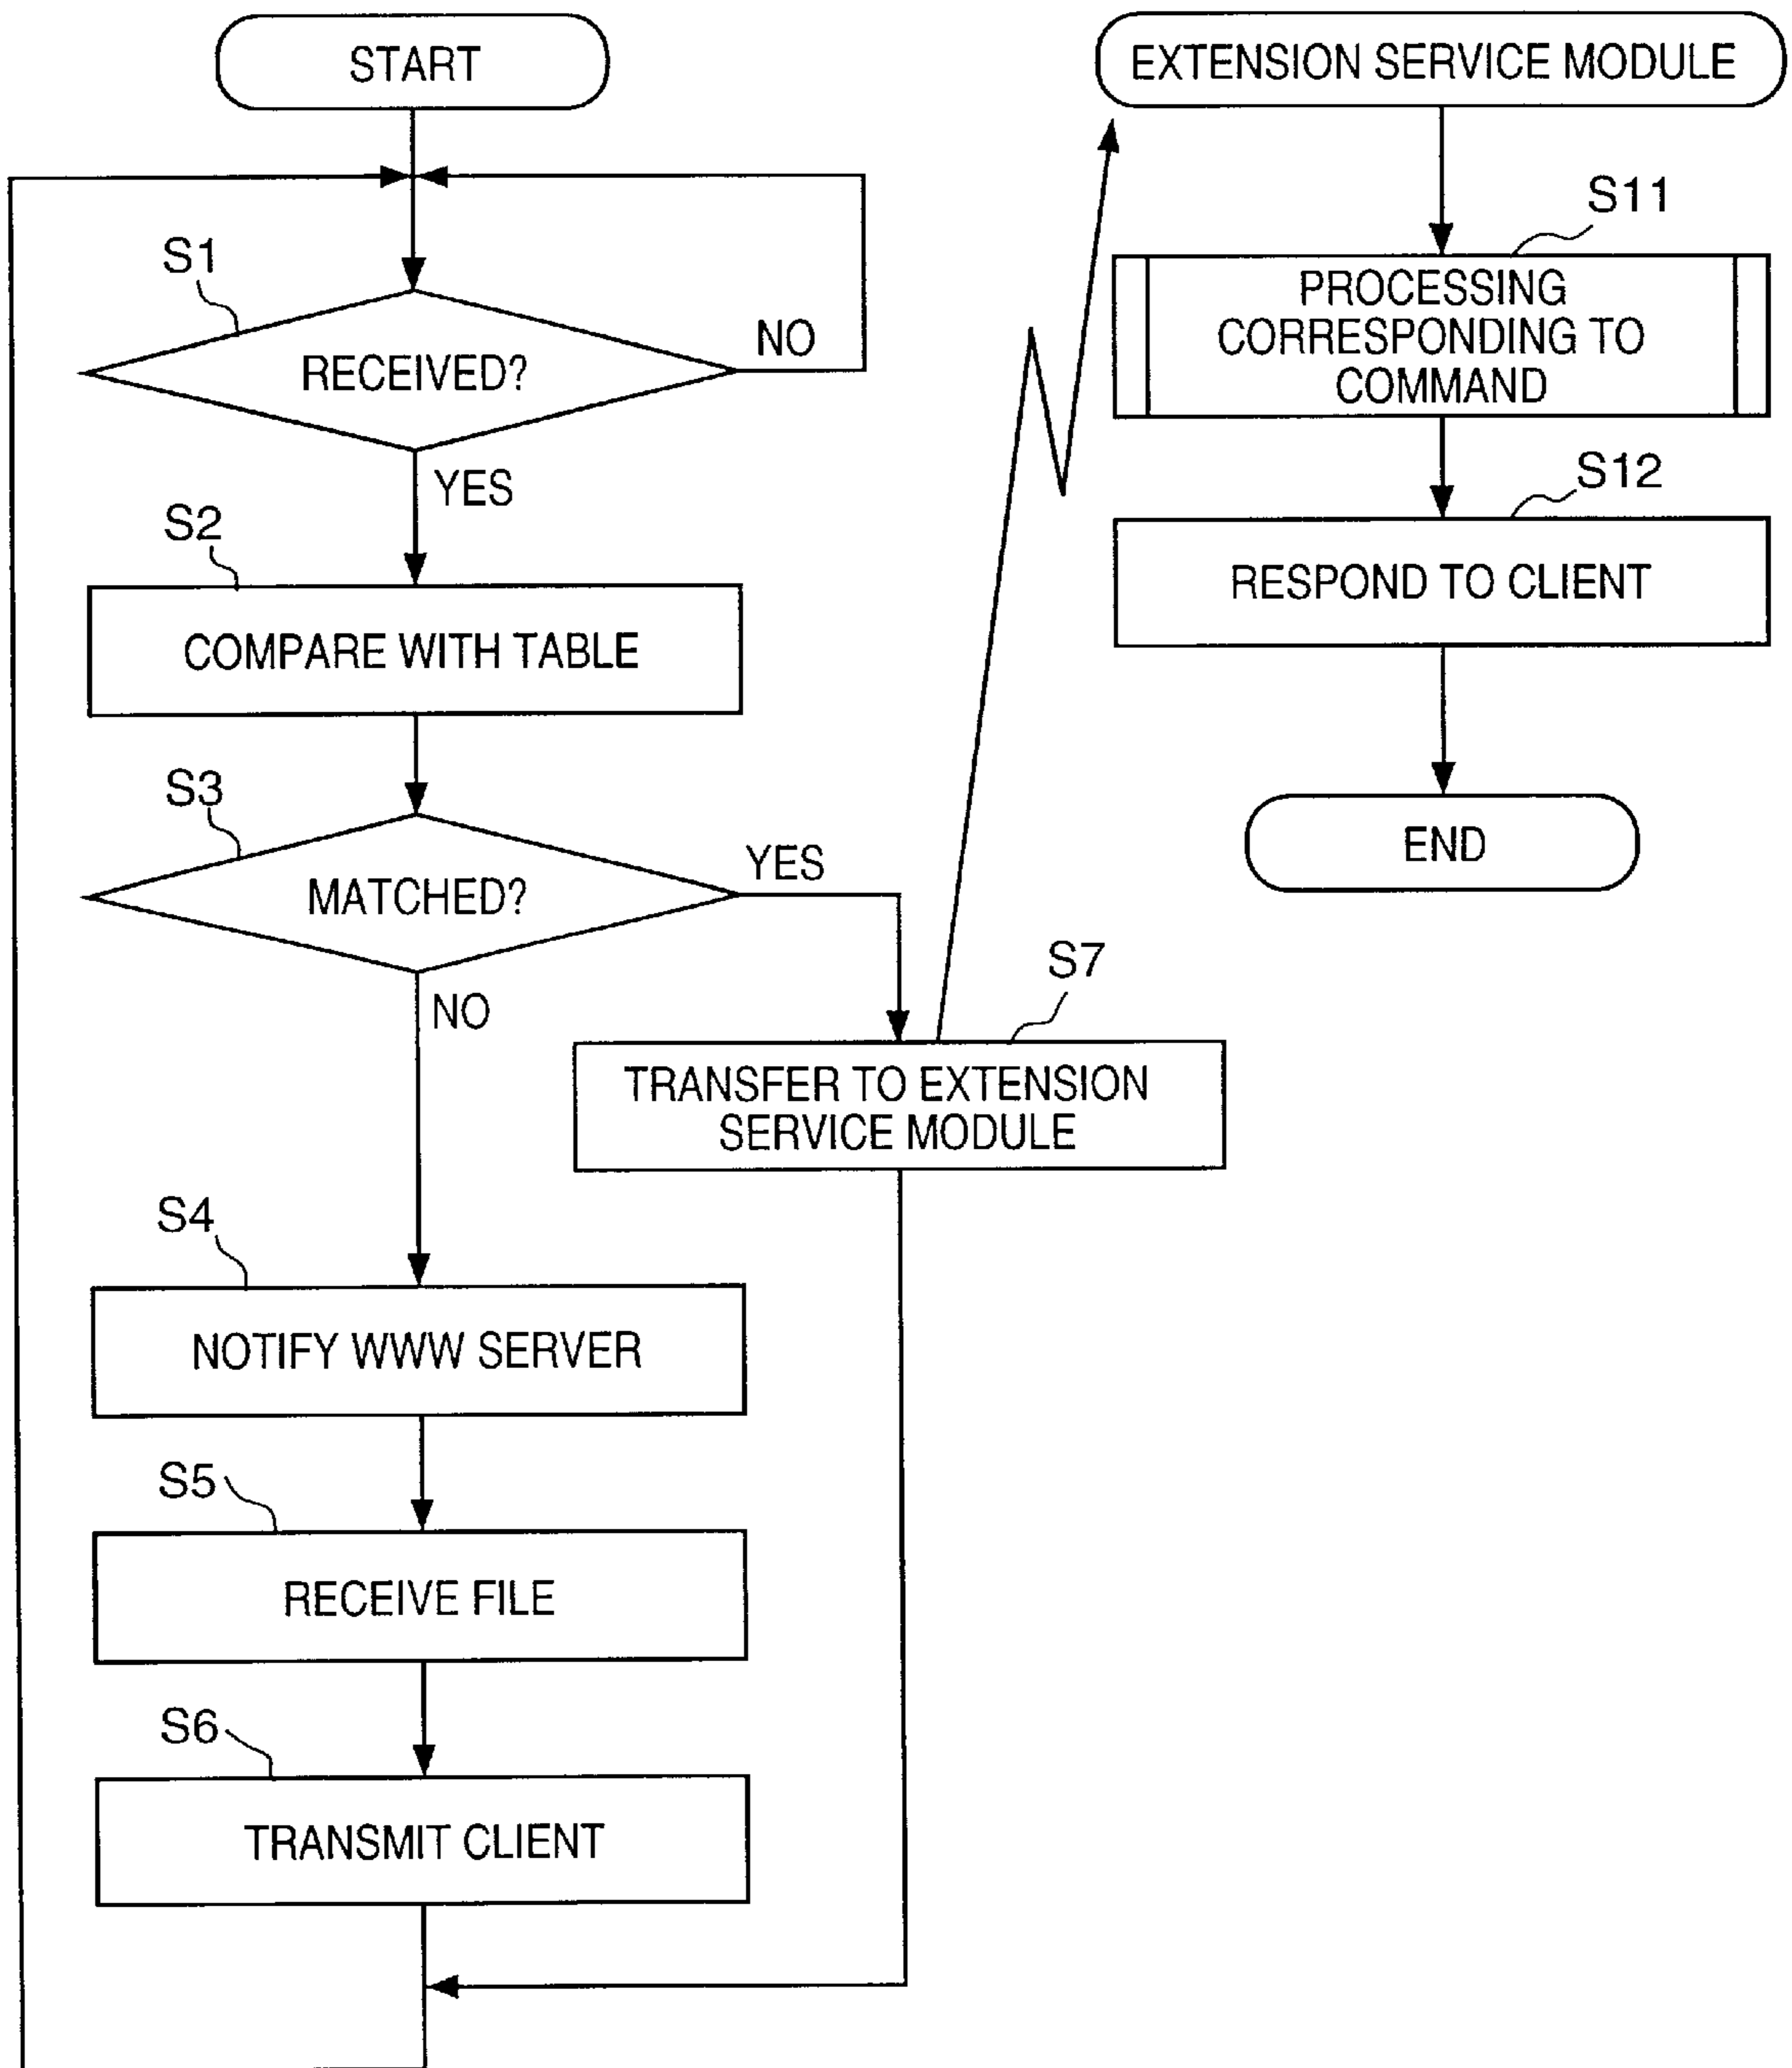 START
S1
RECEIVED?
NO
YES
S2
COMPARE WITH TABLE
S3
MATCHED?
YES
NO
S7
TRANSFER TO EXTENSION
SERVICE MODULE
S4
NOTIFY WWW SERVER
S5
RECEIVE FILE
S6
TRANSMIT CLIENT
EXTENSION SERVICE MODULE
S11
PROCESSING
CORRESPONDING TO
COMMAND
S12
RESPOND TO CLIENT
END